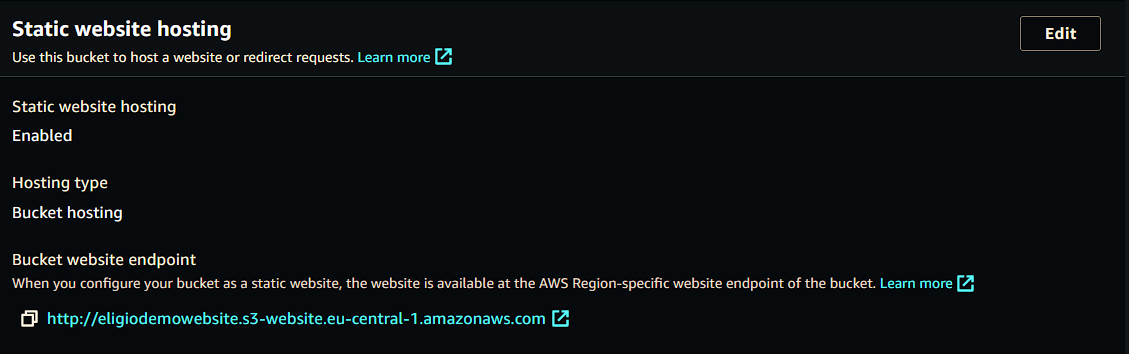 Static website hosting
Edit
Use this bucket to host a website or redirect requests. Learn more
Static website hosting
Enabled
Hosting type
Bucket hosting
Bucket website endpoint
When you configure your bucket as a static website, the website is available at the AWS Region-specific website endpoint of the bucket. Learn more
http://eligiodemowebsite.s3-website.eu-central-1.amazonaws.com